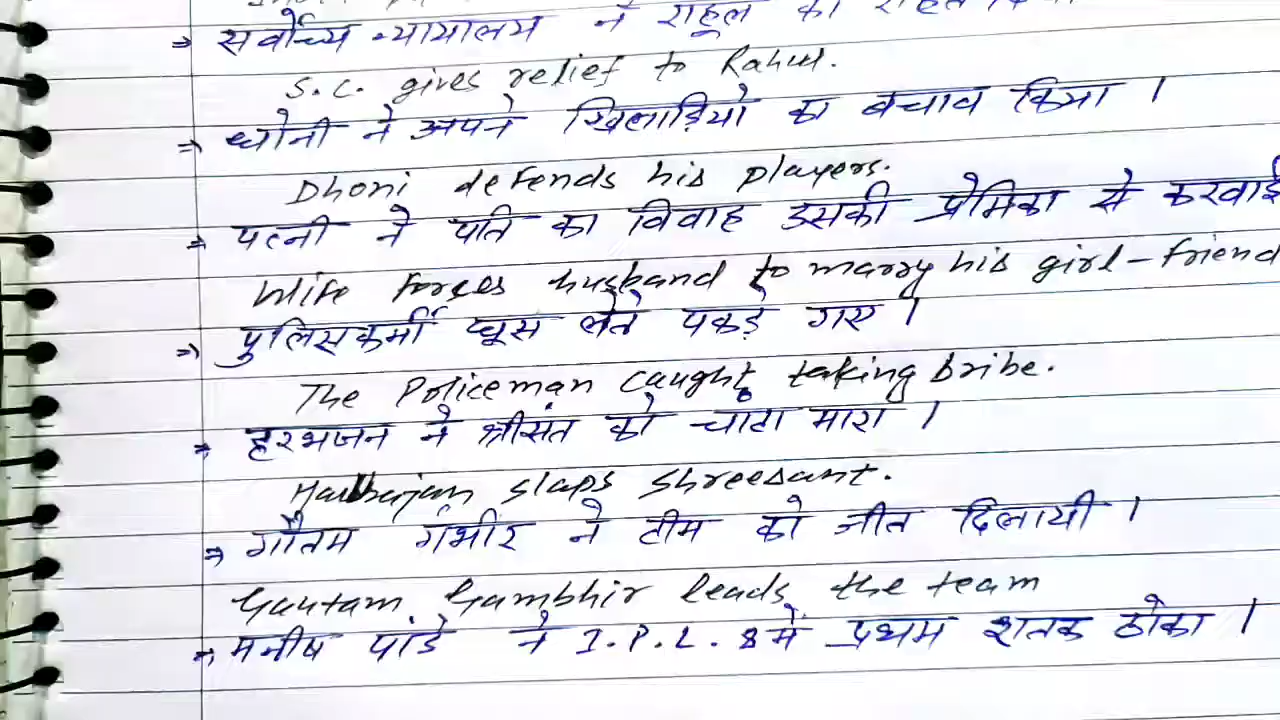 ⇒ सर्वोच्च न्यायालय ने राहुल को राहत
S.C. gives relief to Rahul.
⇒ धोनी ने अपने खिलाड़ियो का बचाव किया ।
Dhoni defends his players.
⇒ पत्नी ने पति का विवाह उसकी प्रेमिका से करवाई
Wife forces husband to marry his girl-friend
⇒ पुलिसकर्मी घूस लेते पकड़े गए ।
The Policeman caught taking bribe.
⇒ हरभजन ने श्रीसंत को चांटा मारा ।
Harbhajan slaps Shreesant.
⇒ गौतम गंभीर ने टीम को जीत दिलायी ।
Gautam Gambhir leads the team
⇒ मनीष पांडे ने I.P.L. 8 में प्रथम शतक ठोका ।